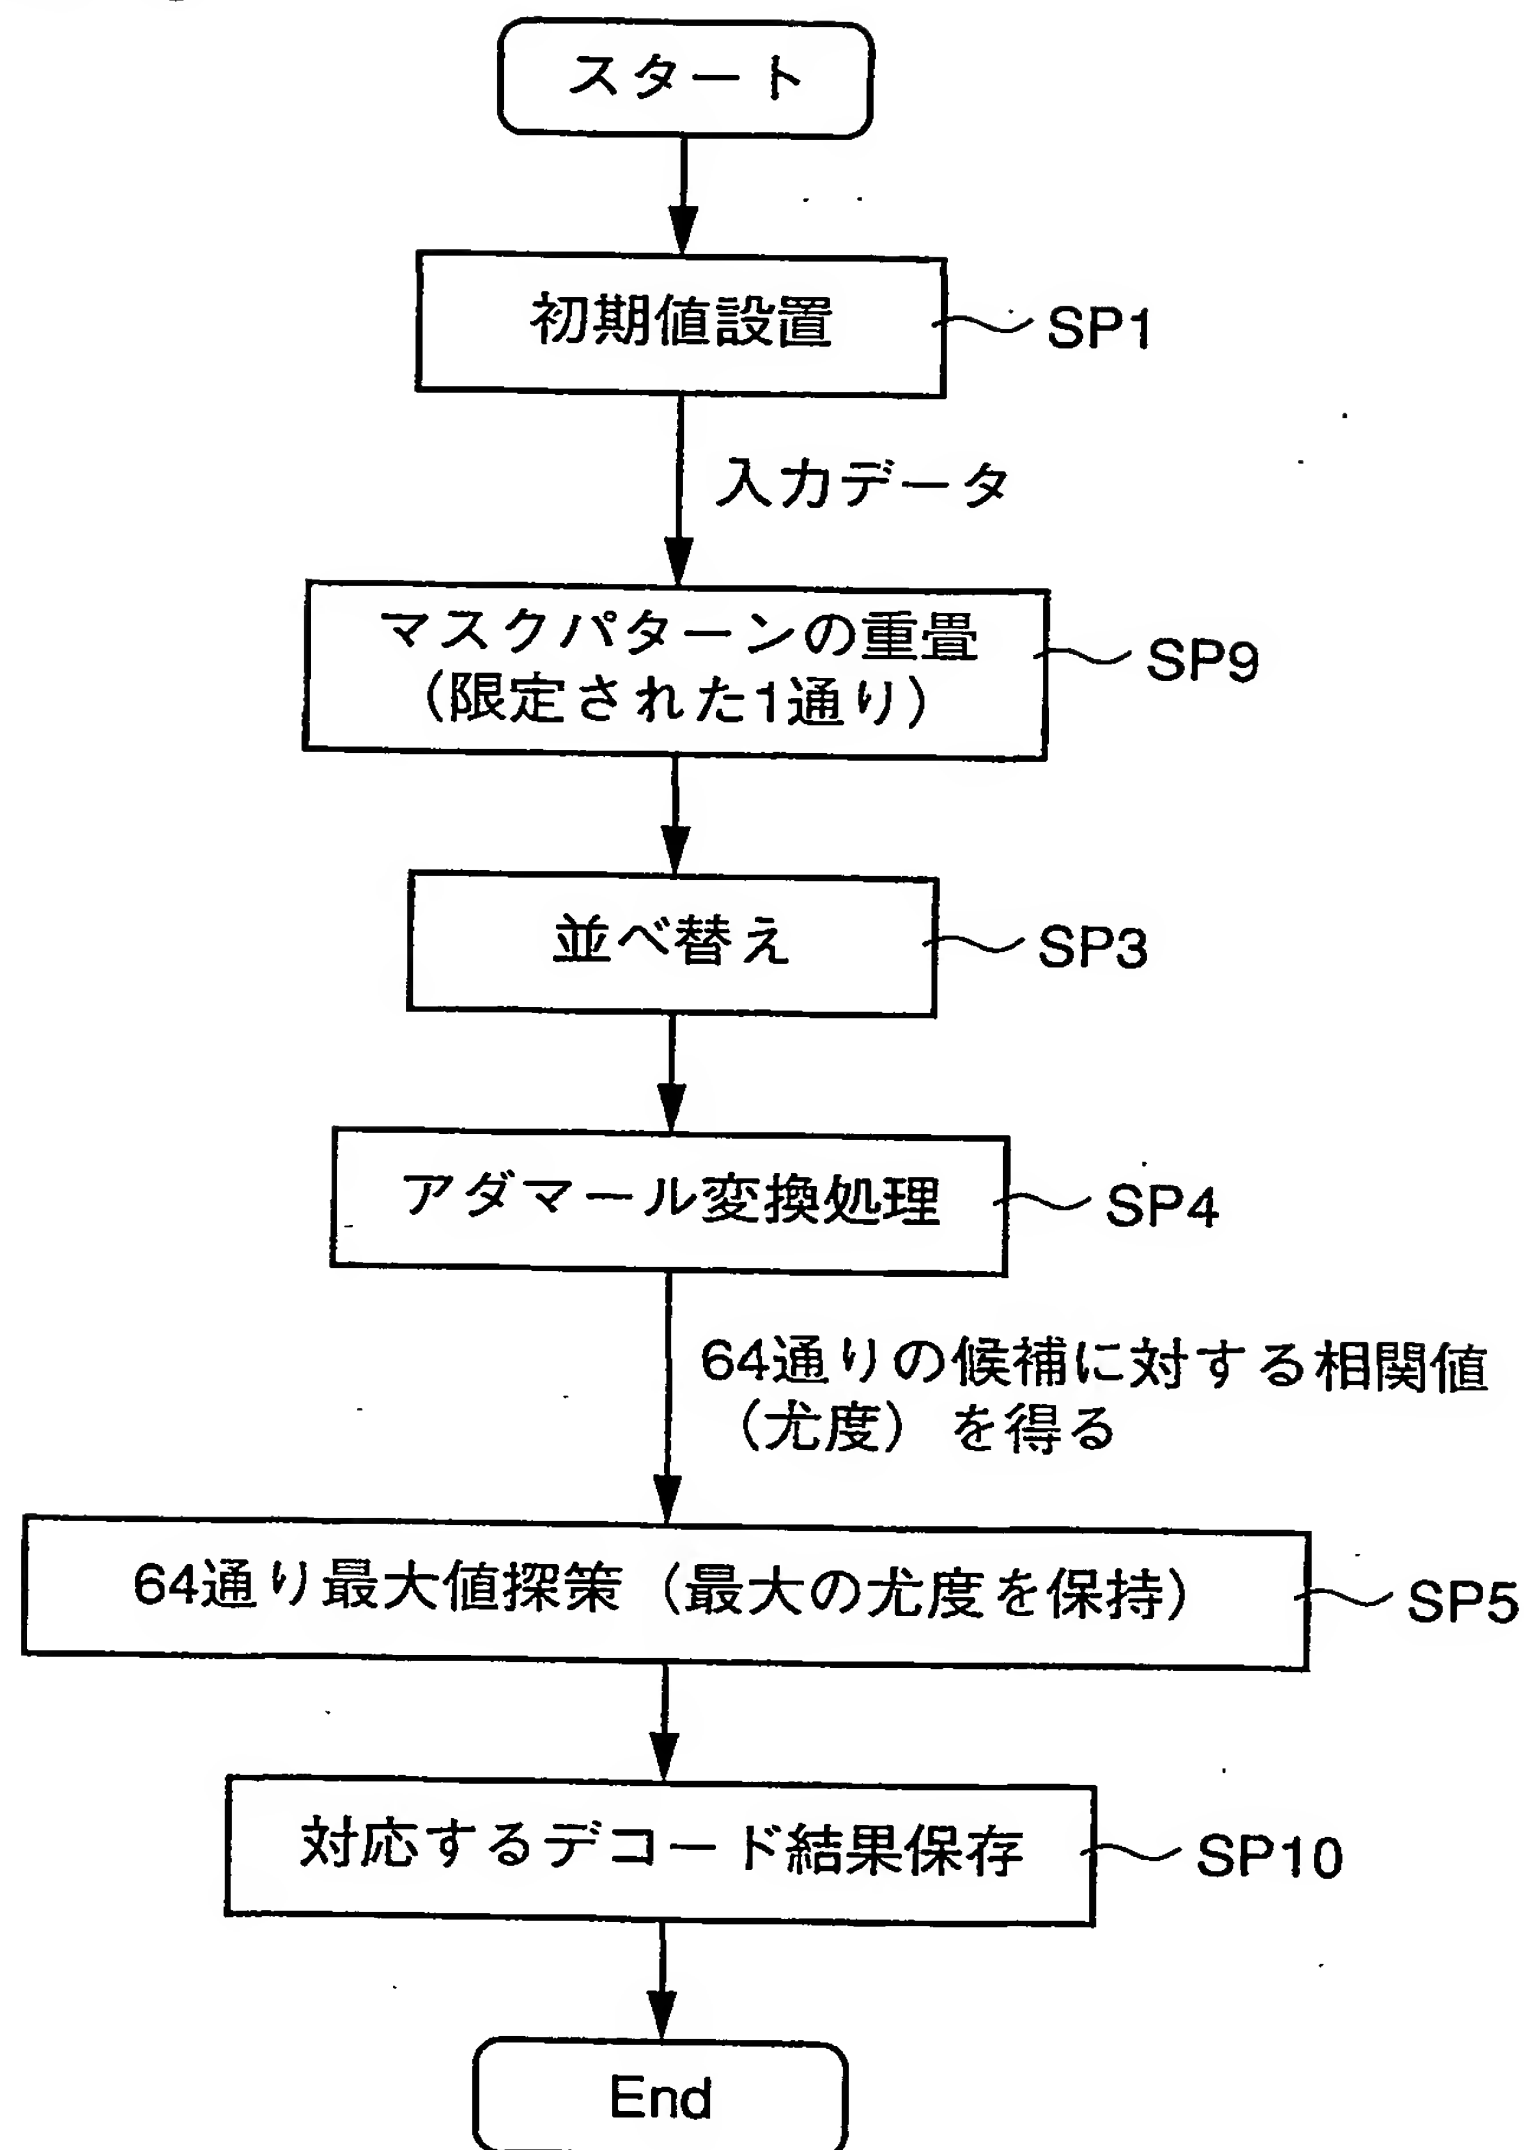 スタート
初期値設置
SP1
入力データ
マスクパターンの重畳
(限定された1通り)
SP9
並べ替え
SP3
アダマール変換処理
SP4
64通りの候補に対する相関値
(尤度) を得る
64通り最大値探策 (最大の尤度を保持)
SP5
対応するデコード結果保存
SP10
End